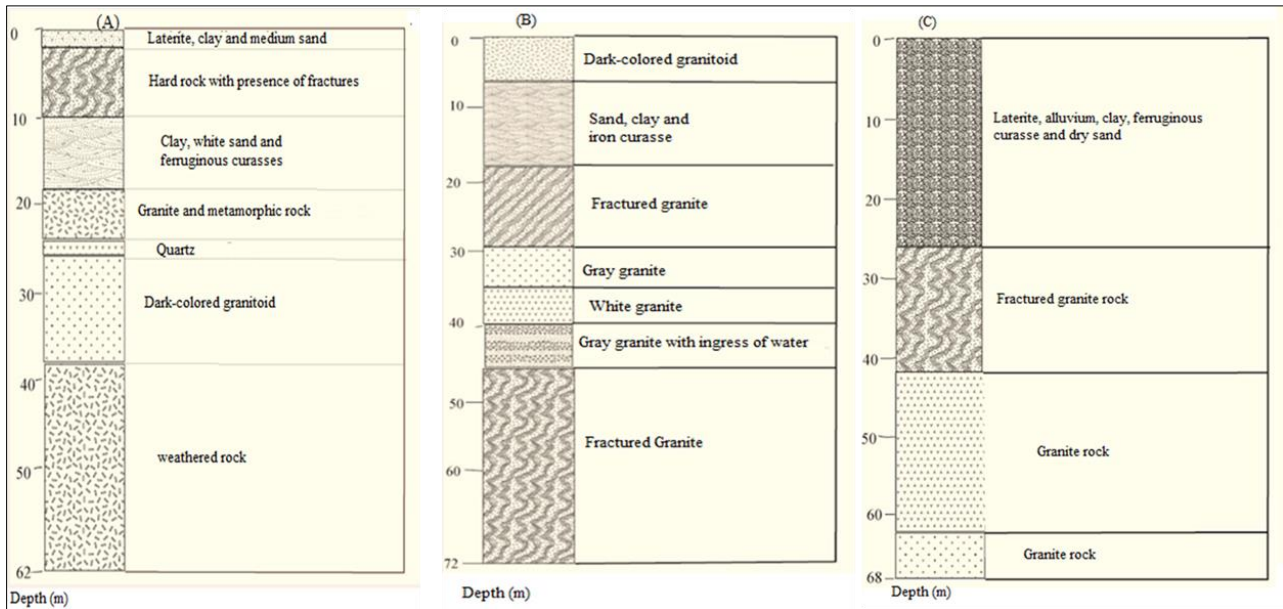 (A)
0
Laterite, clay and medium sand
Hard rock with presence of fractures
10
Clay, white sand and
ferruginous curasses
20
Granite and metamorphic rock
Quartz
30
Dark-colored granitoid
40
weathered rock
50
62
Depth (m)
(B)
0
Dark-colored granitoid
10
Sand, clay and
iron curasse
20
Fractured granite
30
Gray granite
White granite
40
Gray granite with ingress of water
50
Fractured Granite
60
72
Depth (m)
(C)
0
10
Laterite, alluvium, clay, ferruginous
curasse and dry sand
20
30
Fractured granite rock
40
50
Granite rock
60
Granite rock
68
Depth (m)